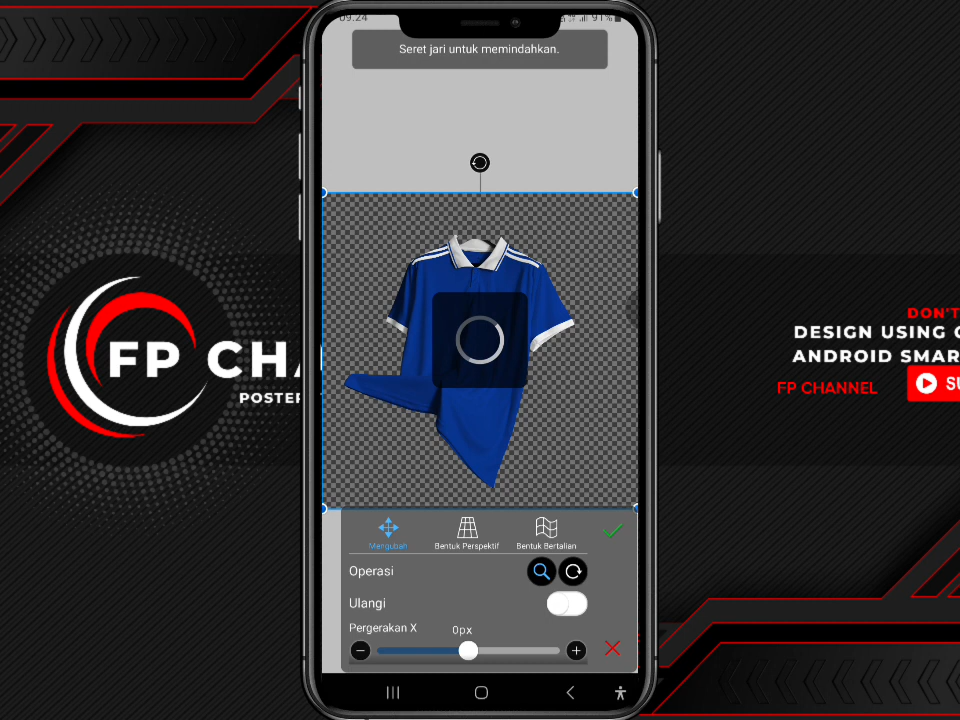 09.24
91%
Seret jari untuk memindahkan.
FP CHA
POSTER
DON'T
DESIGN USING
ANDROID SMAR
FP CHANNEL
SU
Mengubah
Bentuk Perspektif
Bentuk Bertalian
Operasi
Ulangi
Pergerakan X
0px